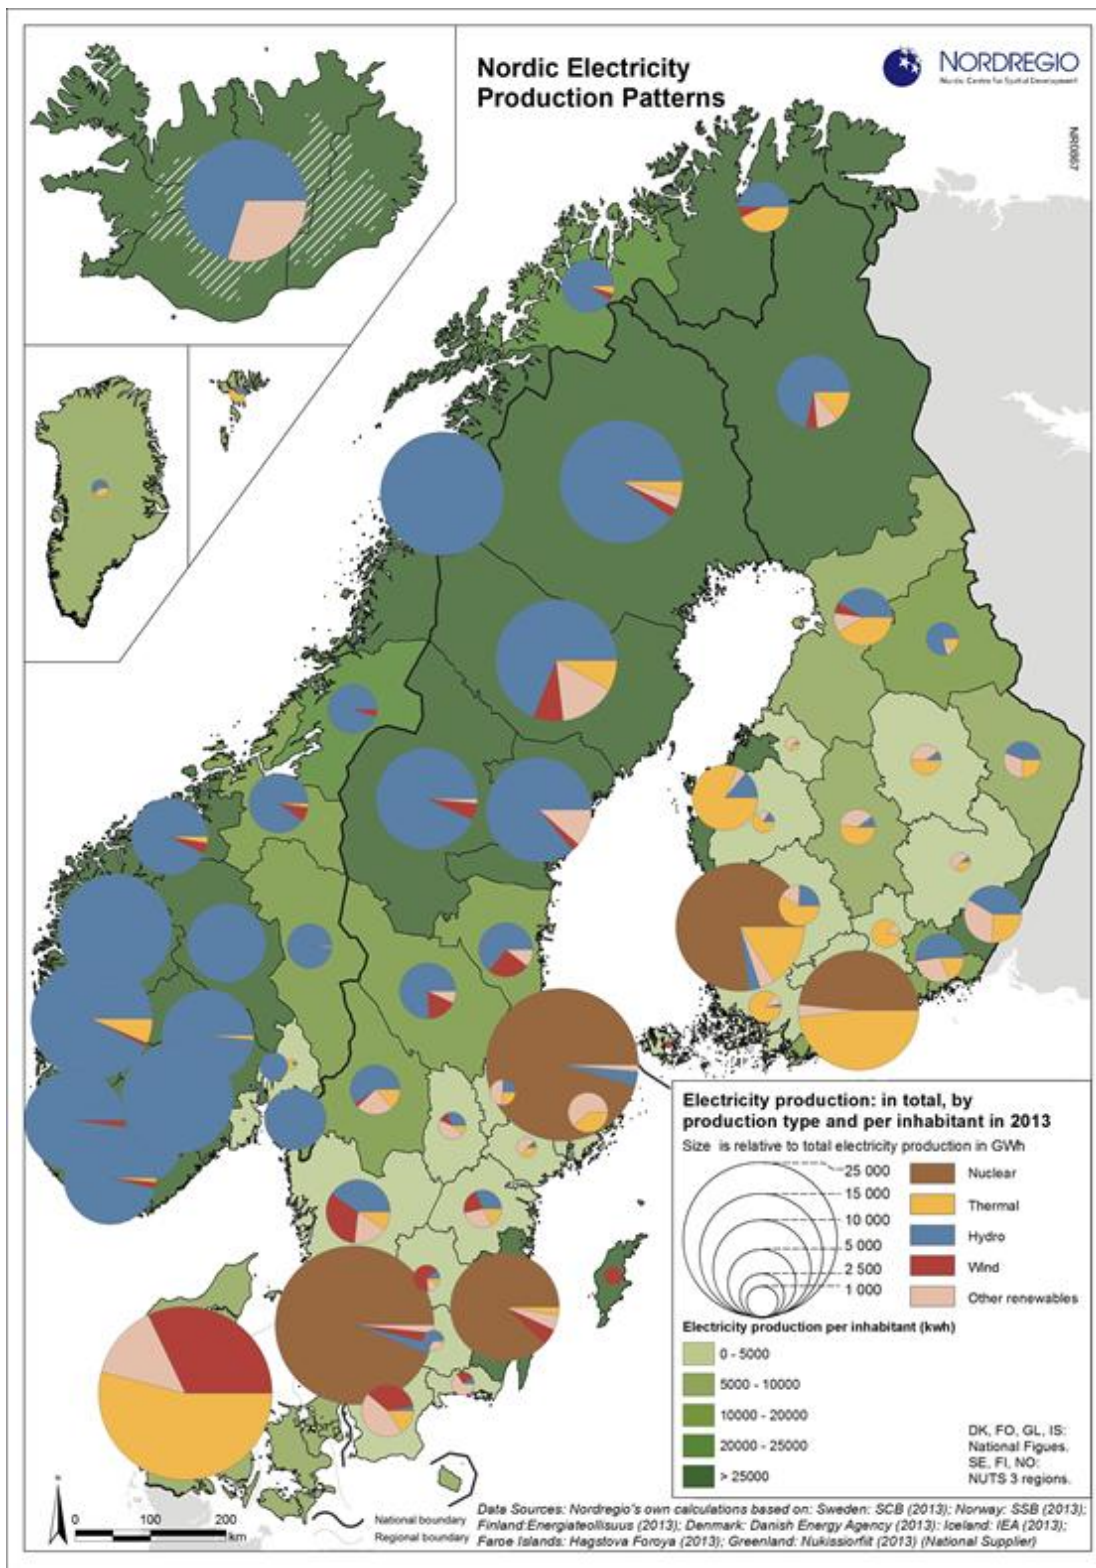 Nordic Electricity
Production Patterns
NORDREGIO
Nordic Centre for Spatial Development
NR0867
Electricity production: in total, by
production type and per inhabitant in 2013
Size is relative to total electricity production in GWh
25 000
15 000
10 000
5 000
2 500
1 000
Nuclear
Thermal
Hydro
Wind
Other renewables
Electricity production per inhabitant (kwh)
0 - 5000
5000 - 10000
10000 - 20000
20000 - 25000
> 25000
DK, FO, GL, IS:
National Figues.
SE, FI, NO:
NUTS 3 regions.
0 100 200
km
National boundary
Regional boundary
Data Sources: Nordregio's own calculations based on: Sweden: SCB (2013); Norway: SSB (2013);
Finland:Energiateollisuus (2013); Denmark: Danish Energy Agency (2013): Iceland: IEA (2013);
Faroe Islands: Hagstova Foroya (2013); Greenland: Nukissiorfiit (2013) (National Supplier)